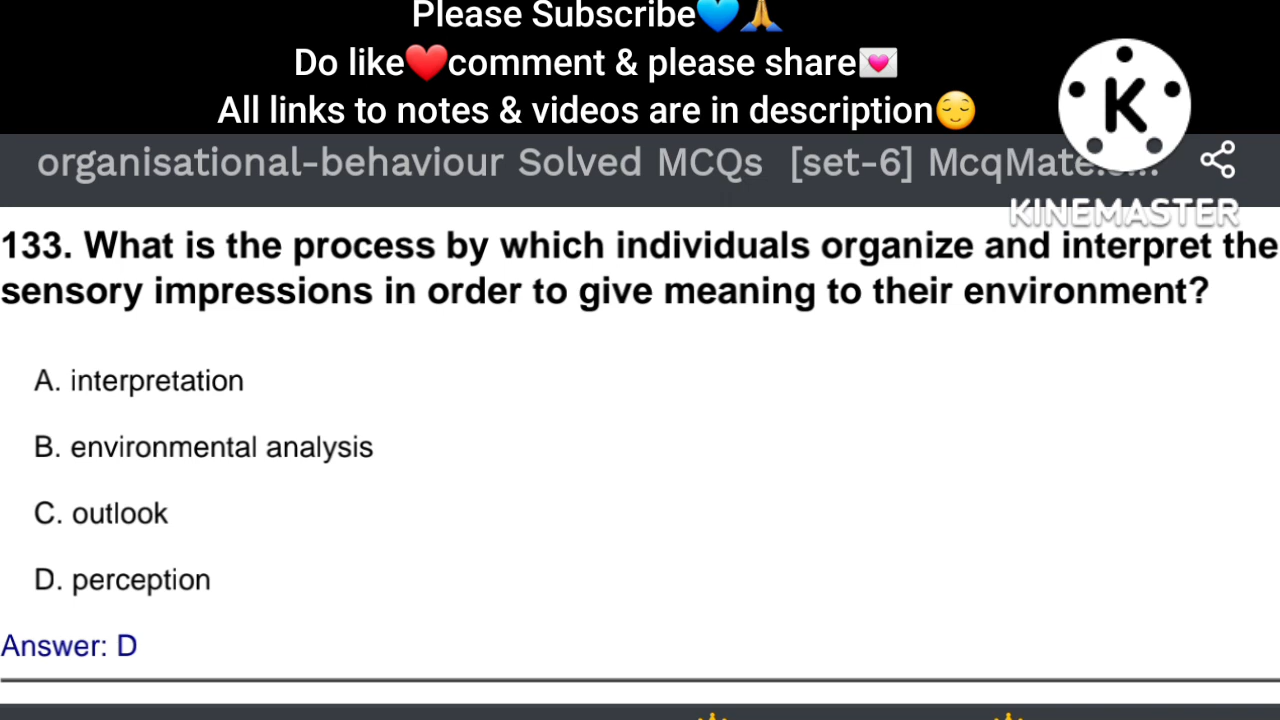 Please Subscribe💙🙏
Do like❤️comment & please share💌
All links to notes & videos are in description😌
K
organisational-behaviour Solved MCQs [set-6] McqMate.c...
KINEMASTER
133. What is the process by which individuals organize and interpret the
sensory impressions in order to give meaning to their environment?
A. interpretation
B. environmental analysis
C. outlook
D. perception
Answer: D